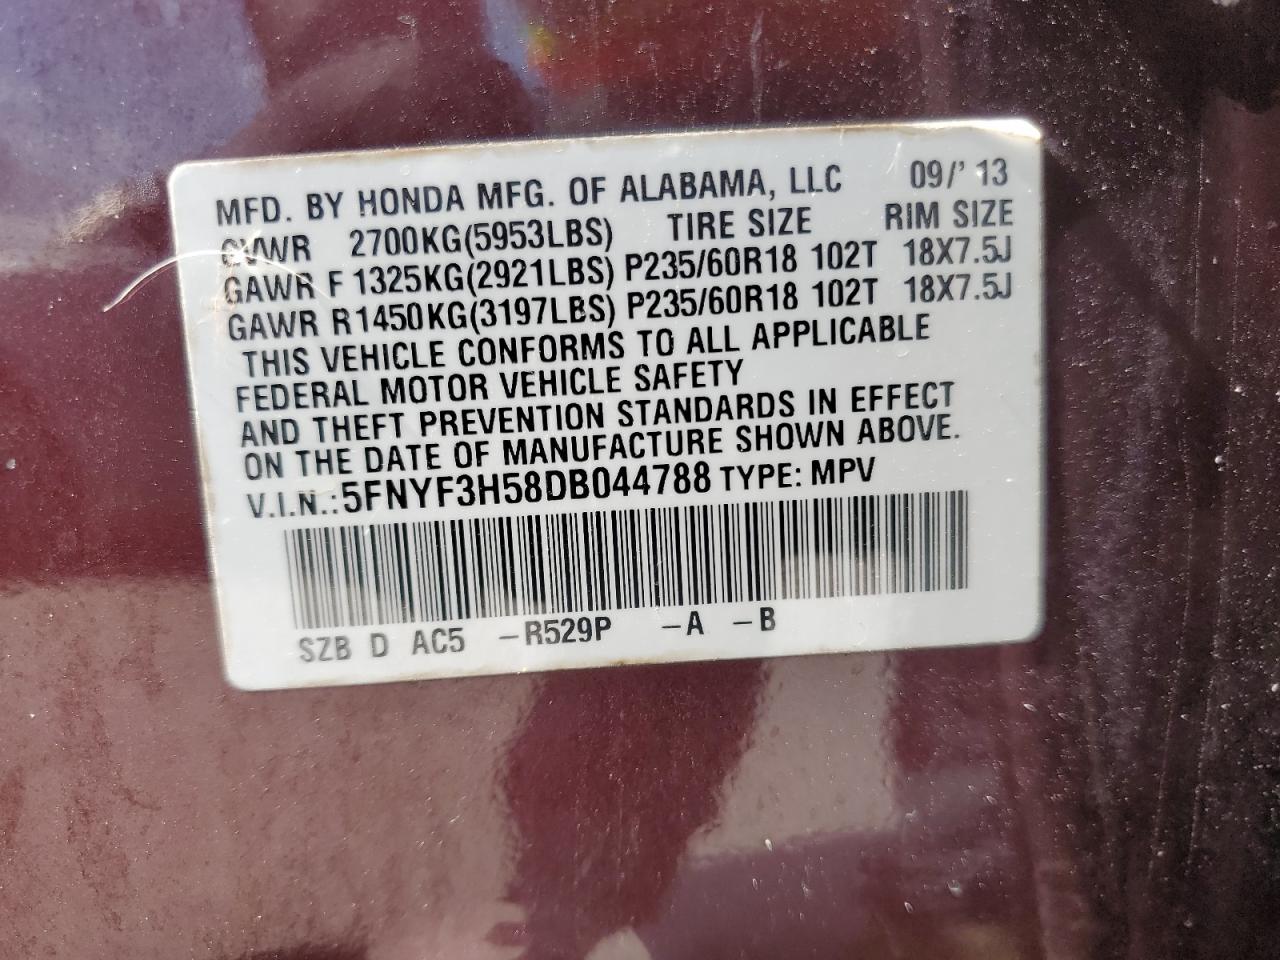 MFD. BY HONDA MFG. OF ALABAMA, LLC 09/' 13
GVWR 2700KG(5953LBS) TIRE SIZE RIM SIZE
GAWR F 1325KG(2921LBS) P235/60R18 102T 18X7.5J
GAWR R1450KG(3197LBS) P235/60R18 102T 18X7.5J
THIS VEHICLE CONFORMS TO ALL APPLICABLE
FEDERAL MOTOR VEHICLE SAFETY
AND THEFT PREVENTION STANDARDS IN EFFECT
ON THE DATE OF MANUFACTURE SHOWN ABOVE.
V.I.N.:5FNYF3H58DB044788 TYPE: MPV
SZB D AC5 -R529P -A -B